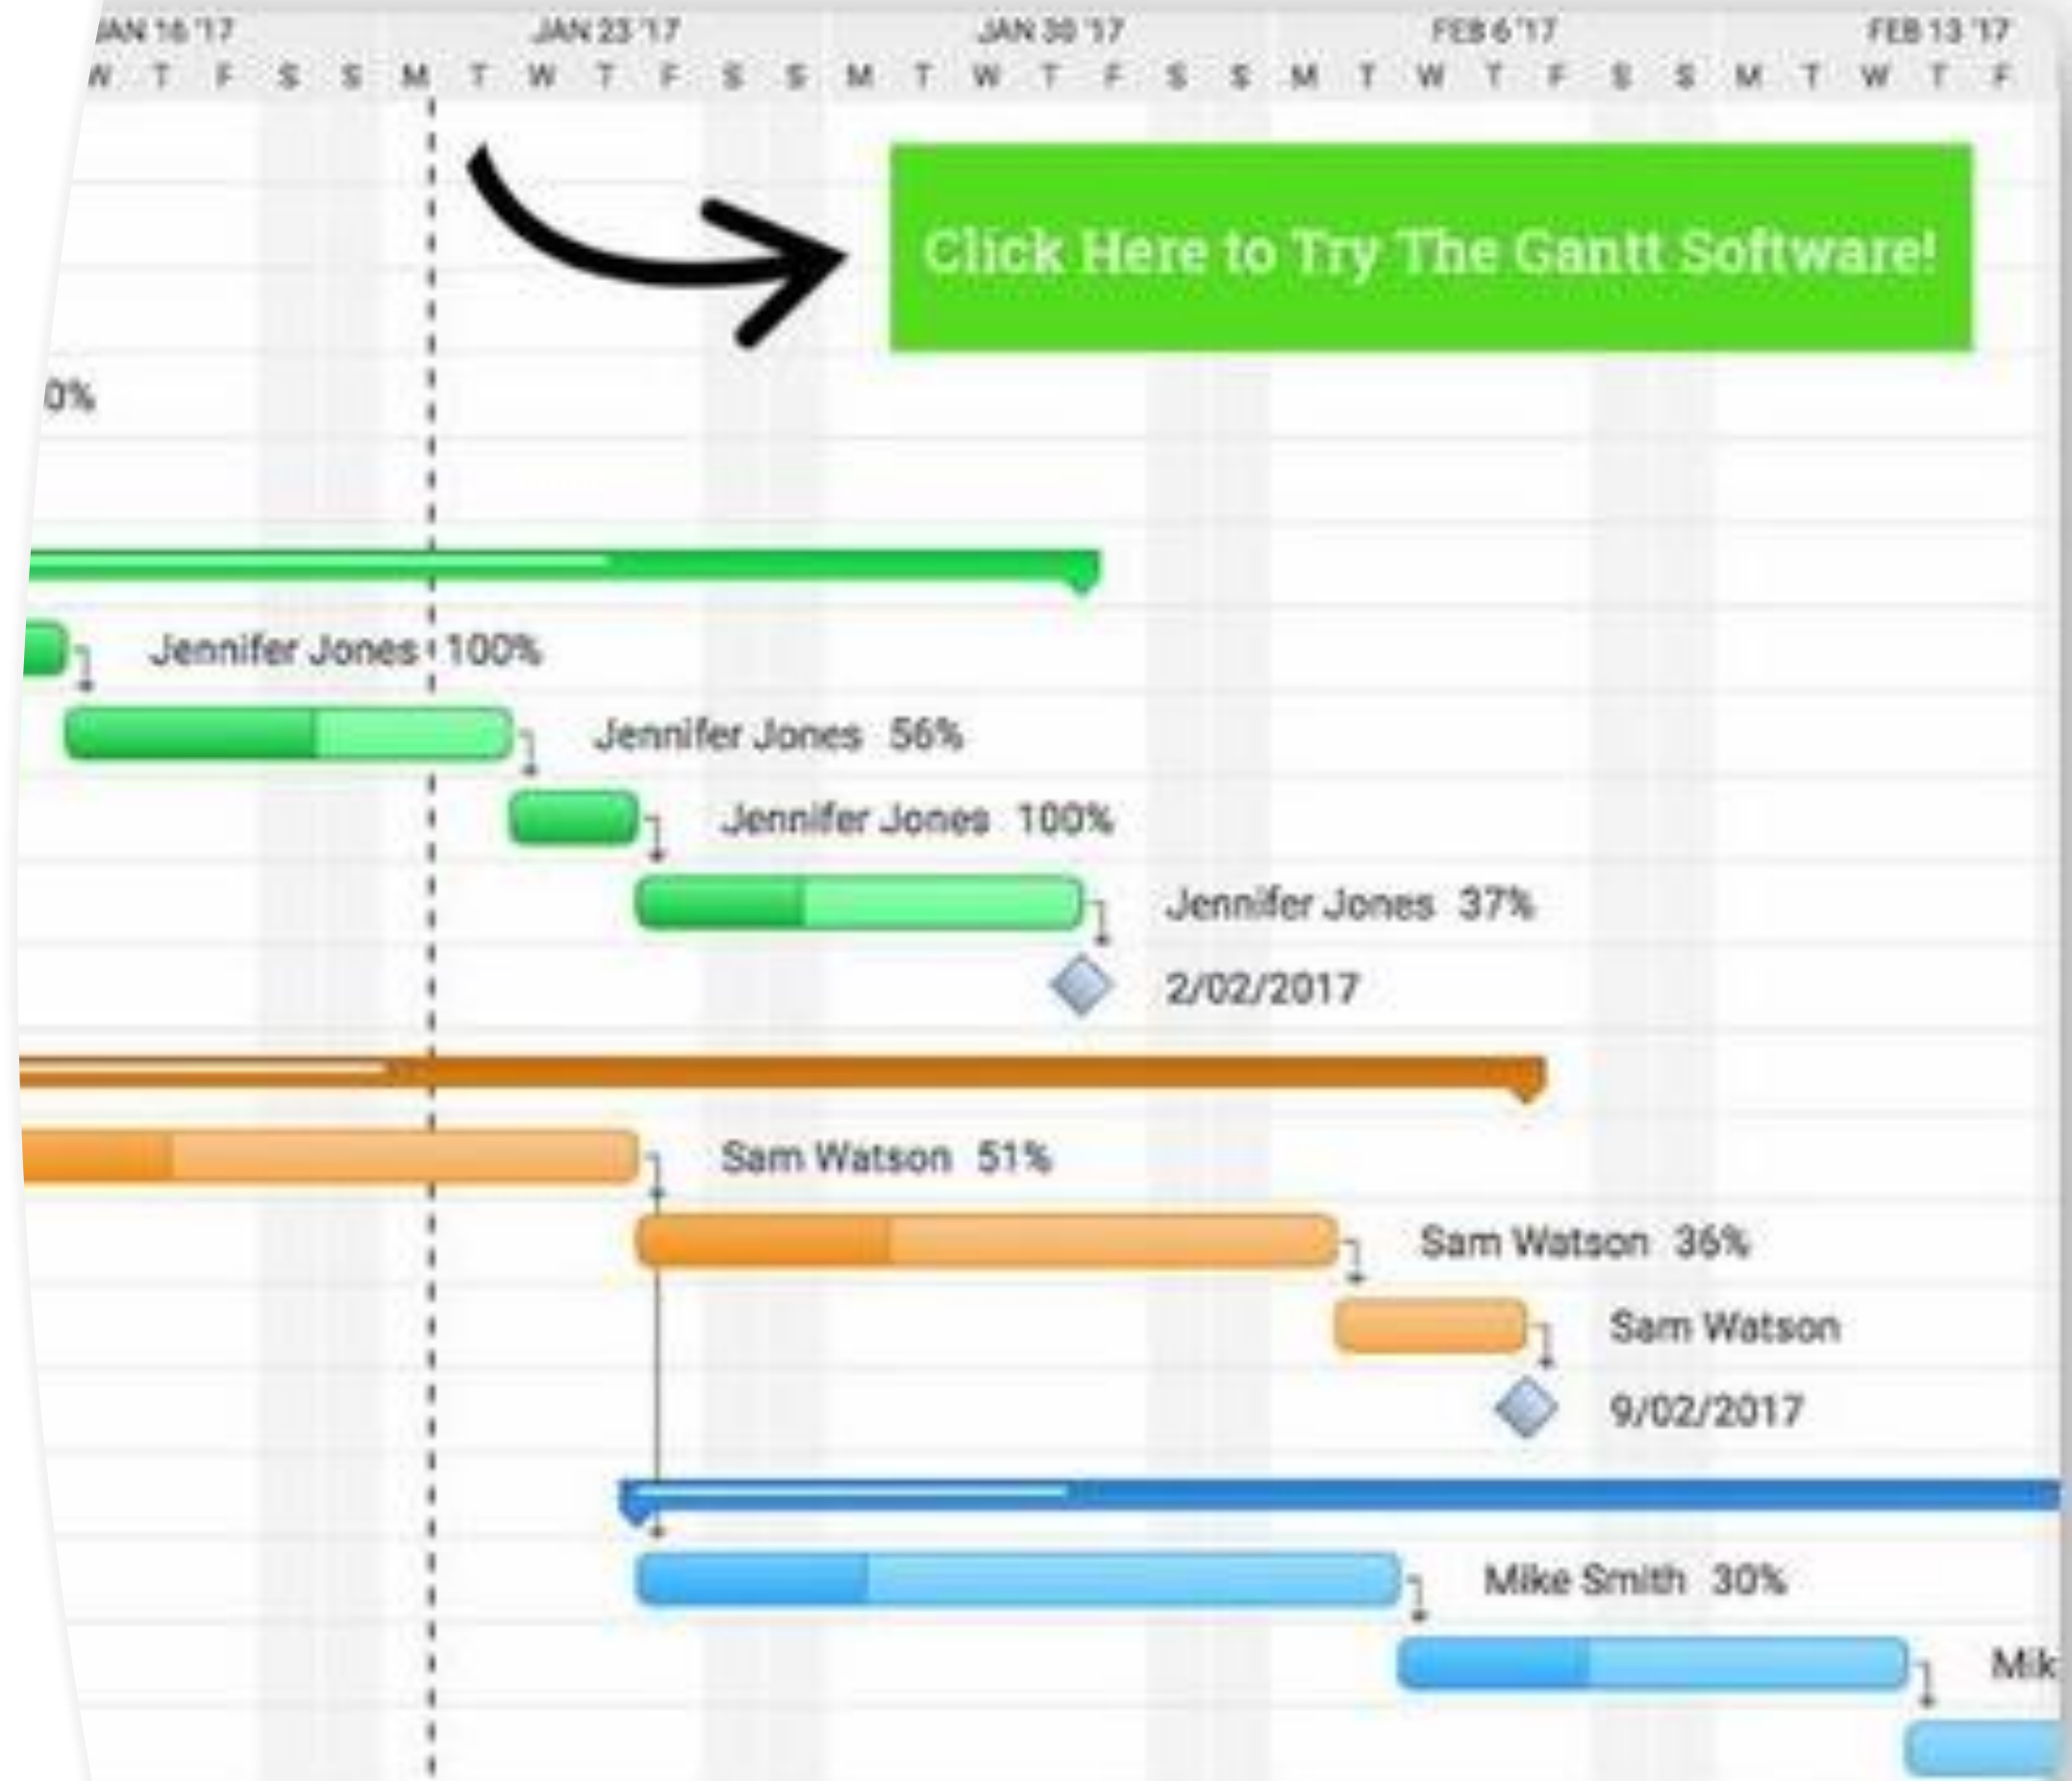 JAN 16 '17 JAN 23 '17 JAN 30 '17 FEB 6 '17 FEB 13 '17
W T F S S M T W T F S S M T W T F S S M T W T F S S M T W T F
Click Here to Try The Gantt Software!
0%
Jennifer Jones 100%
Jennifer Jones 56%
Jennifer Jones 100%
Jennifer Jones 37%
2/02/2017
Sam Watson 51%
Sam Watson 36%
Sam Watson
9/02/2017
Mike Smith 30%
Mik